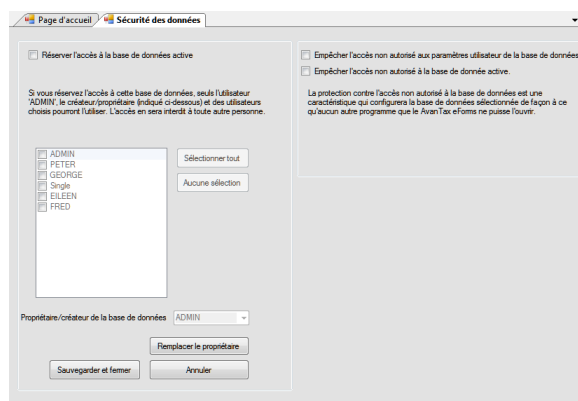 Page d'accueil
Sécurité des données
Réserver l'accès à la base de données active
Si vous réservez l'accès à cette base de données, seuls l'utilisateur
'ADMIN', le créateur/propriétaire (indiqué ci-dessous) et des utilisateurs
choisis pourront l'utiliser. L'accès en sera interdit à toute autre personne.
ADMIN
PETER
GEORGE
Single
EILEEN
FRED
Sélectionner tout
Aucune sélection
Propriétaire/créateur de la base de données
ADMIN
Remplacer le propriétaire
Sauvegarder et fermer
Annuler
Empêcher l'accès non autorisé aux paramètres utilisateur de la base de données
Empêcher l'accès non autorisé à la base de donnée active.
La protection contre l'accès non autorisé à la base de données est une
caractéristique qui configurera la base de données sélectionnée de façon à ce
qu'aucun autre programme que le AvanTax eForms ne puisse l'ouvrir.